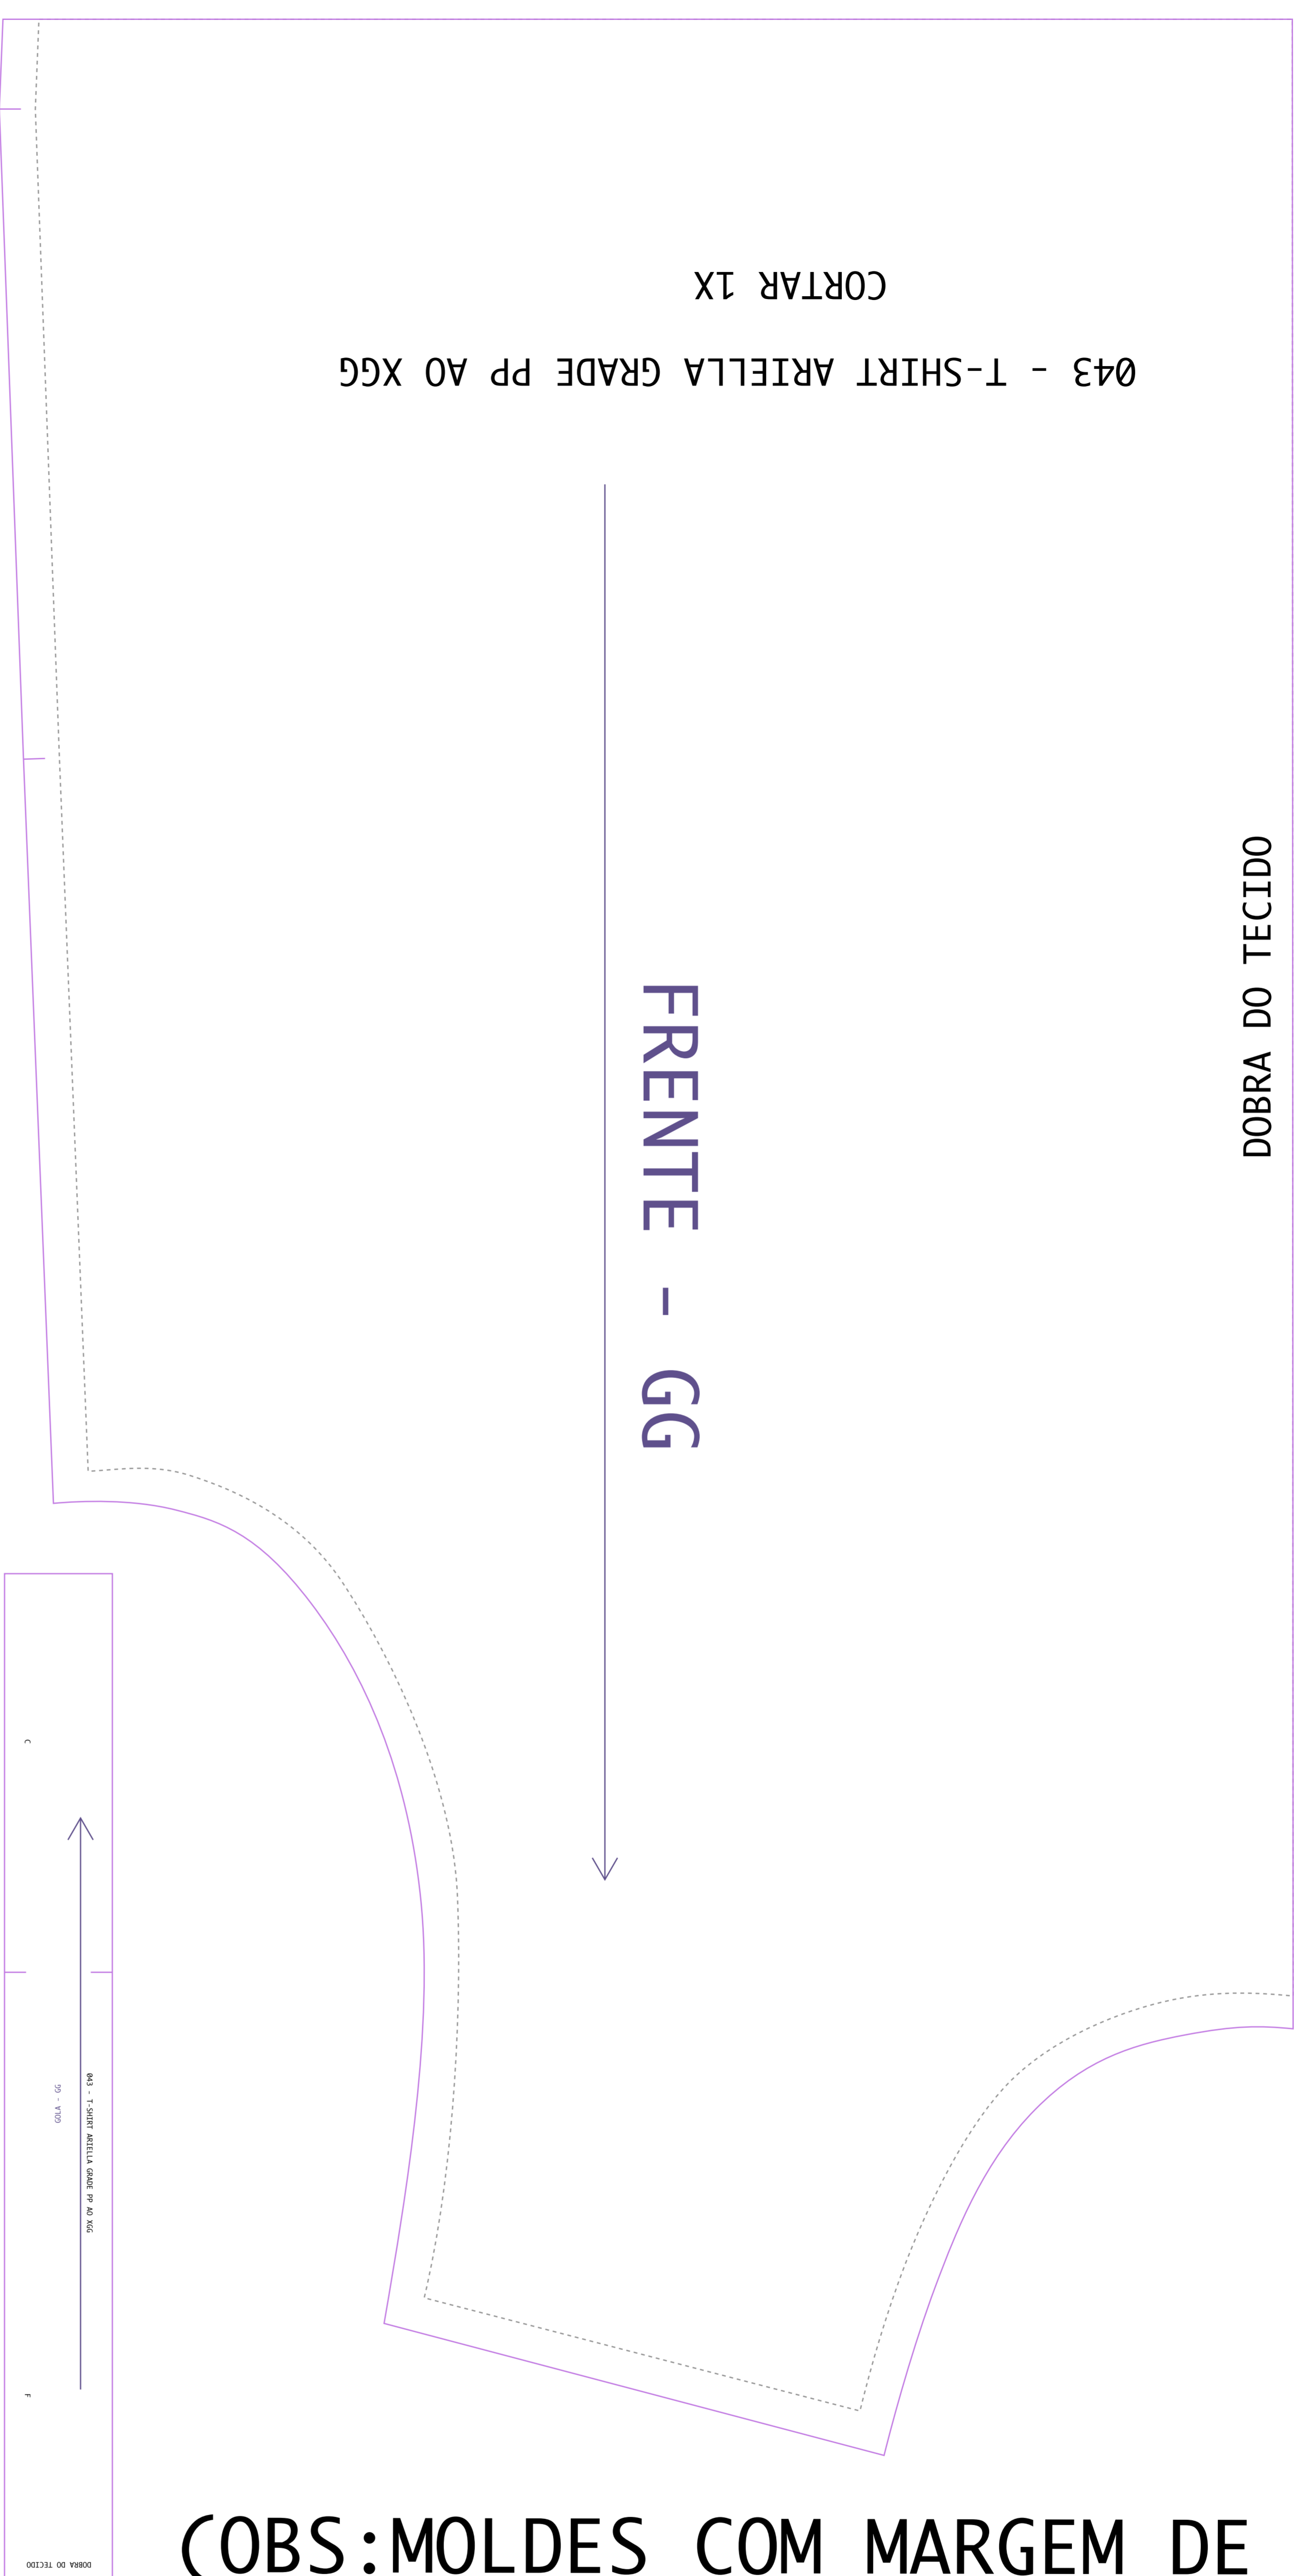 CORTAR 1X
043 - T-SHIRT ARIELLA GRADE PP AO XGG
DOBRA DO TECIDO
FRENTE - GG
C
043 - T-SHIRT ARIELLA GRADE PP AO XGG
GOLA - GG
F
DOBRA DO TECIDO
(OBS:MOLDES COM MARGEM DE